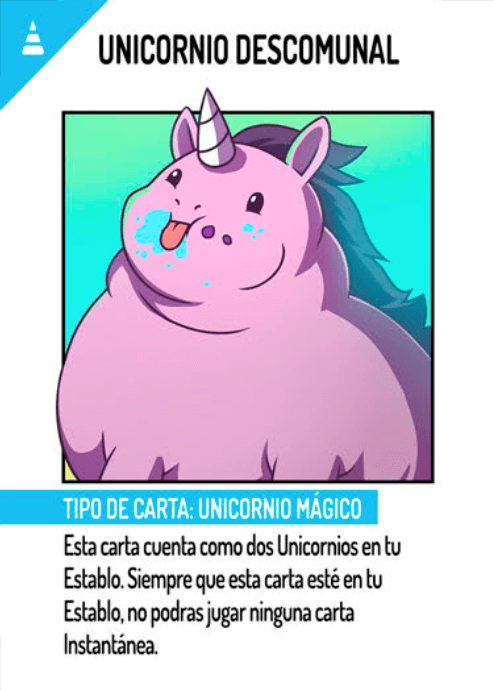 UNICORNIO DESCOMUNAL
TIPO DE CARTA: UNICORNIO MÁGICO
Esta carta cuenta como dos Unicornios en tu
Establo. Siempre que esta carta esté en tu
Establo, no podras jugar ninguna carta
Instantánea.